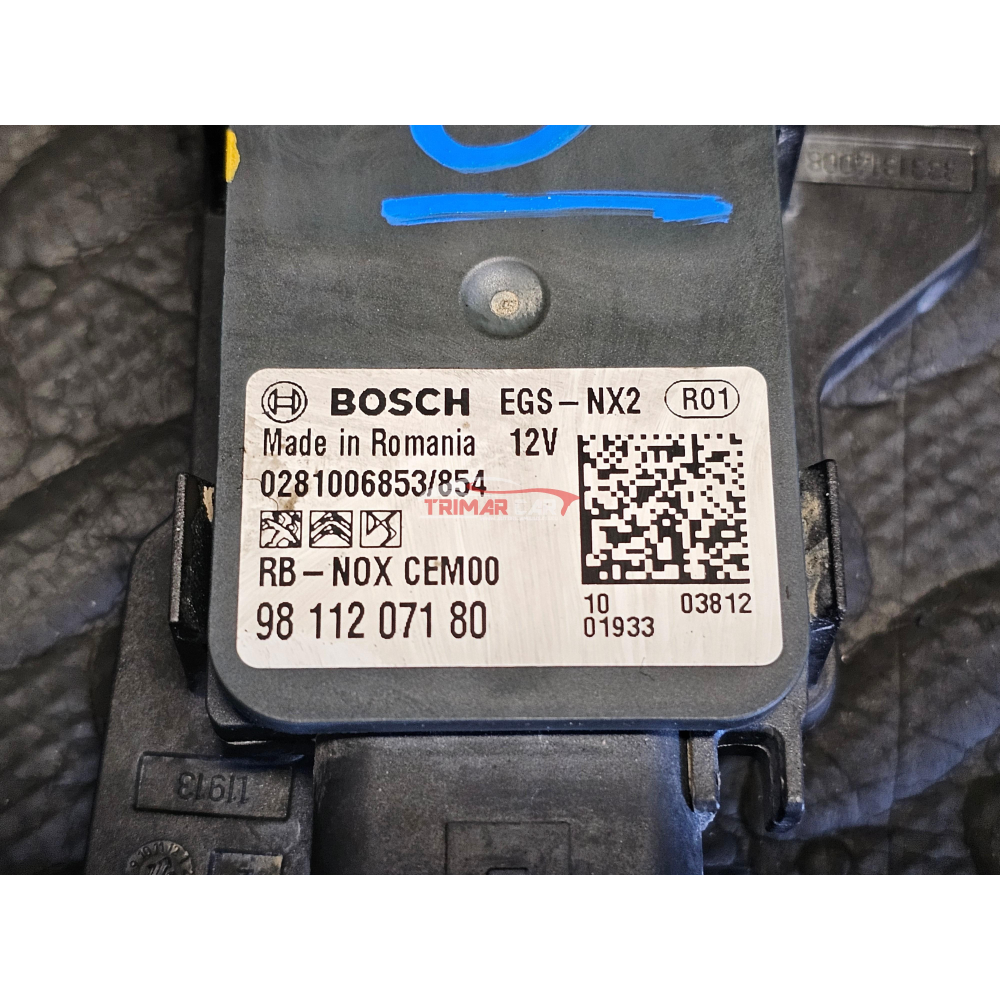 BOSCH EGS-NX2 R01
Made in Romania 12V
0281006853/854
TRIMAR
RB-NOX CEM00
98 112 071 80
10 03812
01933
11913